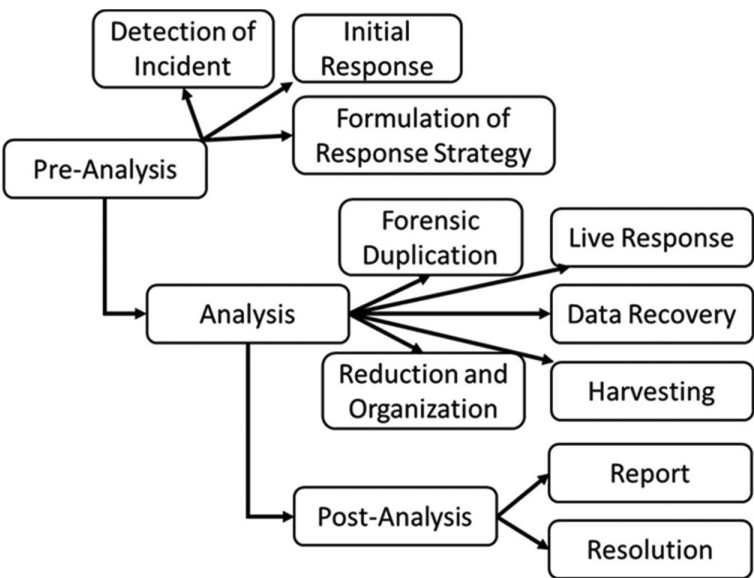 Detection of
Incident
Initial
Response
Formulation of
Response Strategy
Pre-Analysis
Forensic
Duplication
Live Response
Analysis
Data Recovery
Reduction and
Organization
Harvesting
Report
Post-Analysis
Resolution